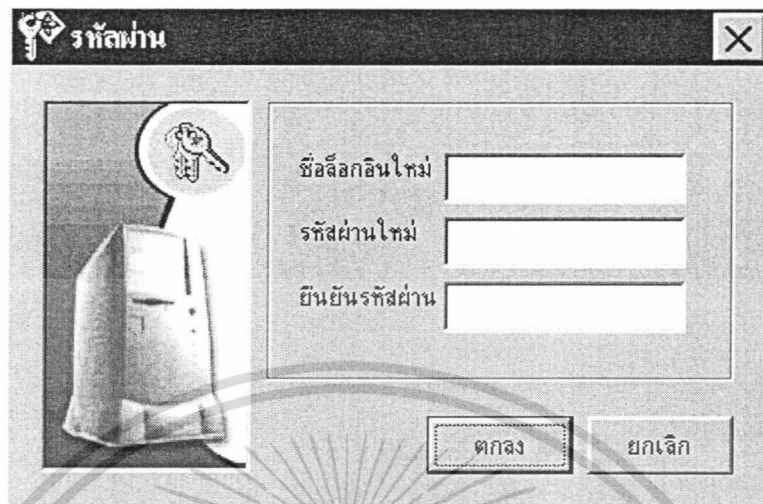 รหัสผ่าน
ชื่อล็อกอินใหม่
รหัสผ่านใหม่
ยืนยันรหัสผ่าน
ตกลง
ยกเลิก